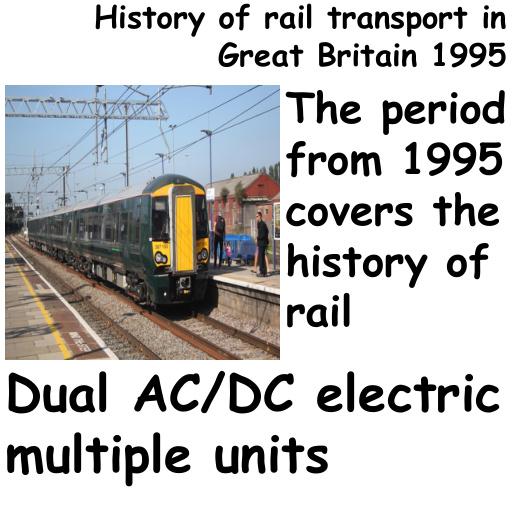 History of rail transport in
Great Britain 1995
The period
from 1995
covers the
history of
rail
Dual AC/DC electric
multiple units